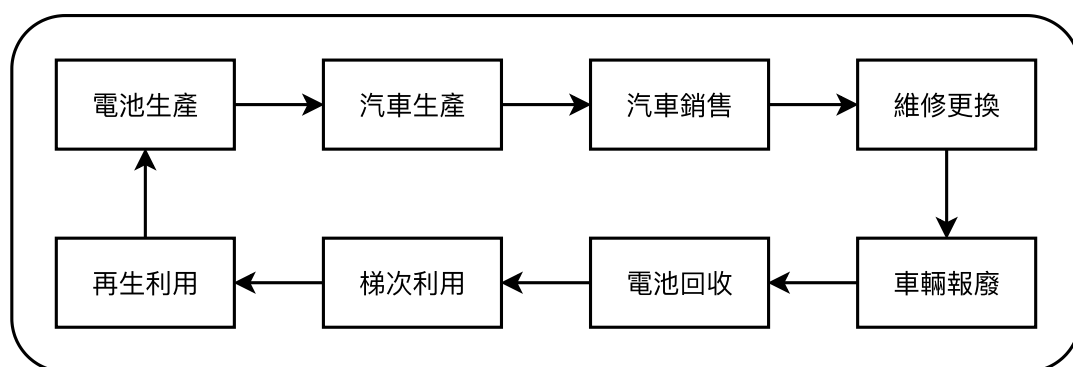 電池生產
汽車生產
汽車銷售
維修更換
再生利用
梯次利用
電池回收
車輛報廢